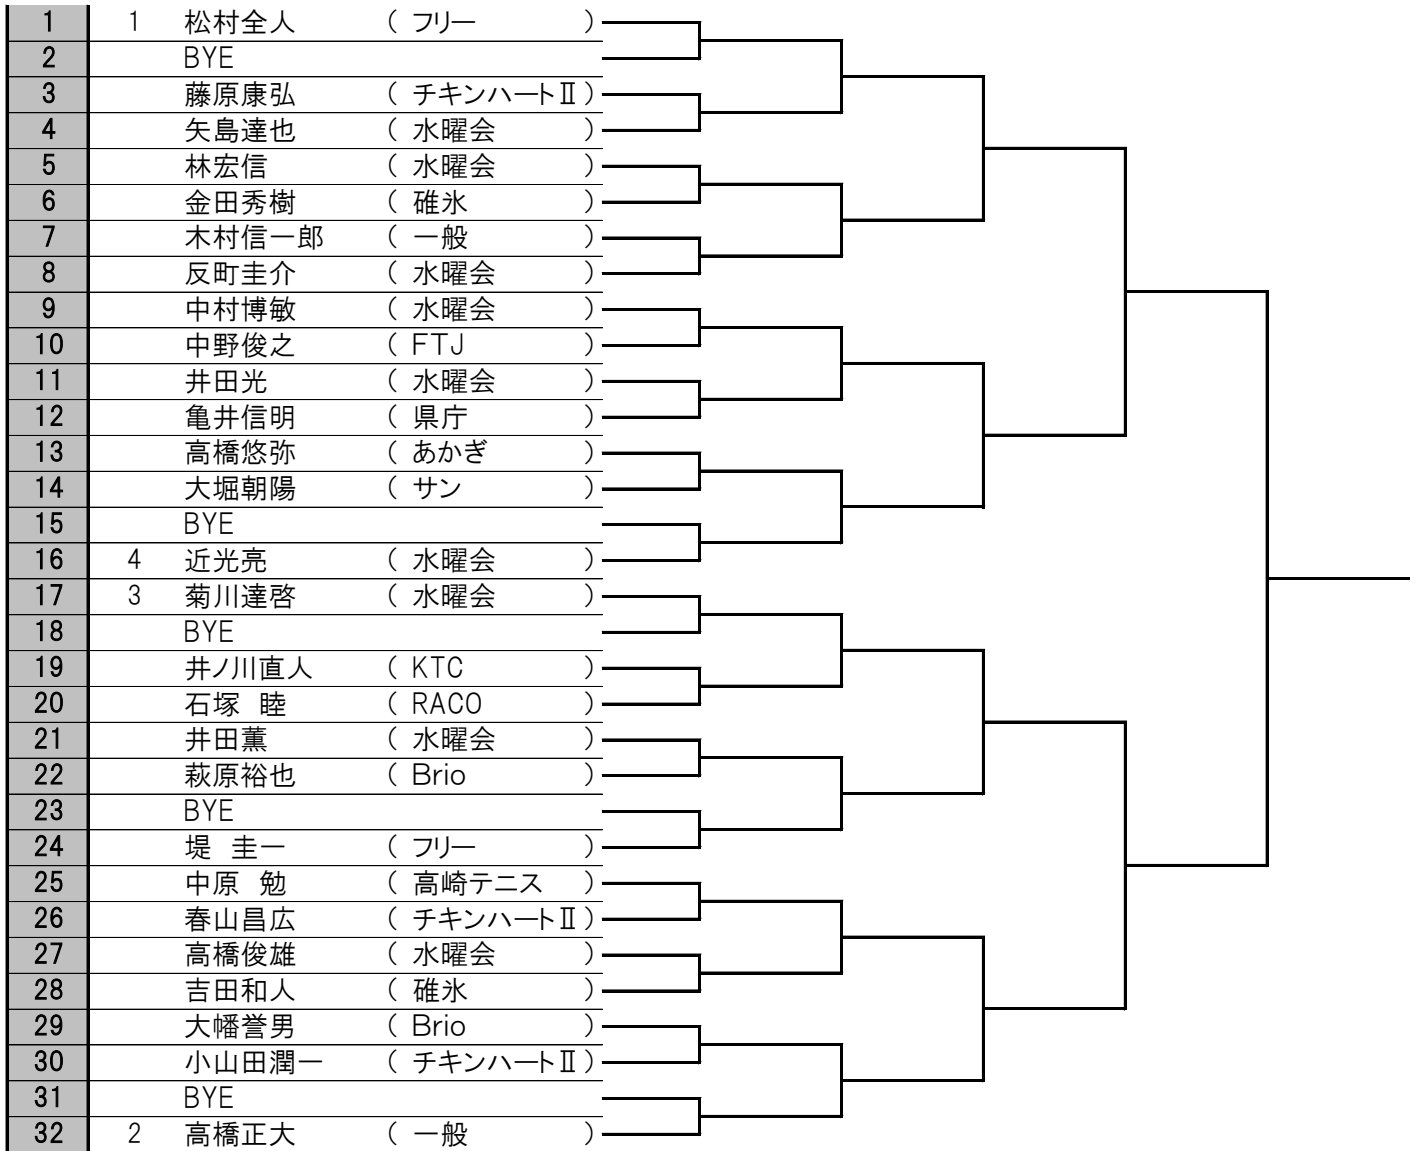 1 1 松村全人 ( フリー )
2 BYE
3 藤原康弘 ( チキンハートⅡ )
4 矢島達也 ( 水曜会 )
5 林宏信 ( 水曜会 )
6 金田秀樹 ( 碓氷 )
7 木村信一郎 ( 一般 )
8 反町圭介 ( 水曜会 )
9 中村博敏 ( 水曜会 )
10 中野俊之 ( FTJ )
11 井田光 ( 水曜会 )
12 亀井信明 ( 県庁 )
13 高橋悠弥 ( あかぎ )
14 大堀朝陽 ( サン )
15 BYE
16 4 近光亮 ( 水曜会 )
17 3 菊川達啓 ( 水曜会 )
18 BYE
19 井ノ川直人 ( KTC )
20 石塚 睦 ( RACO )
21 井田薫 ( 水曜会 )
22 萩原裕也 ( Brio )
23 BYE
24 堤 圭一 ( フリー )
25 中原 勉 ( 高崎テニス )
26 春山昌広 ( チキンハートⅡ )
27 高橋俊雄 ( 水曜会 )
28 吉田和人 ( 碓氷 )
29 大幡誉男 ( Brio )
30 小山田潤一 ( チキンハートⅡ )
31 BYE
32 2 高橋正大 ( 一般 )